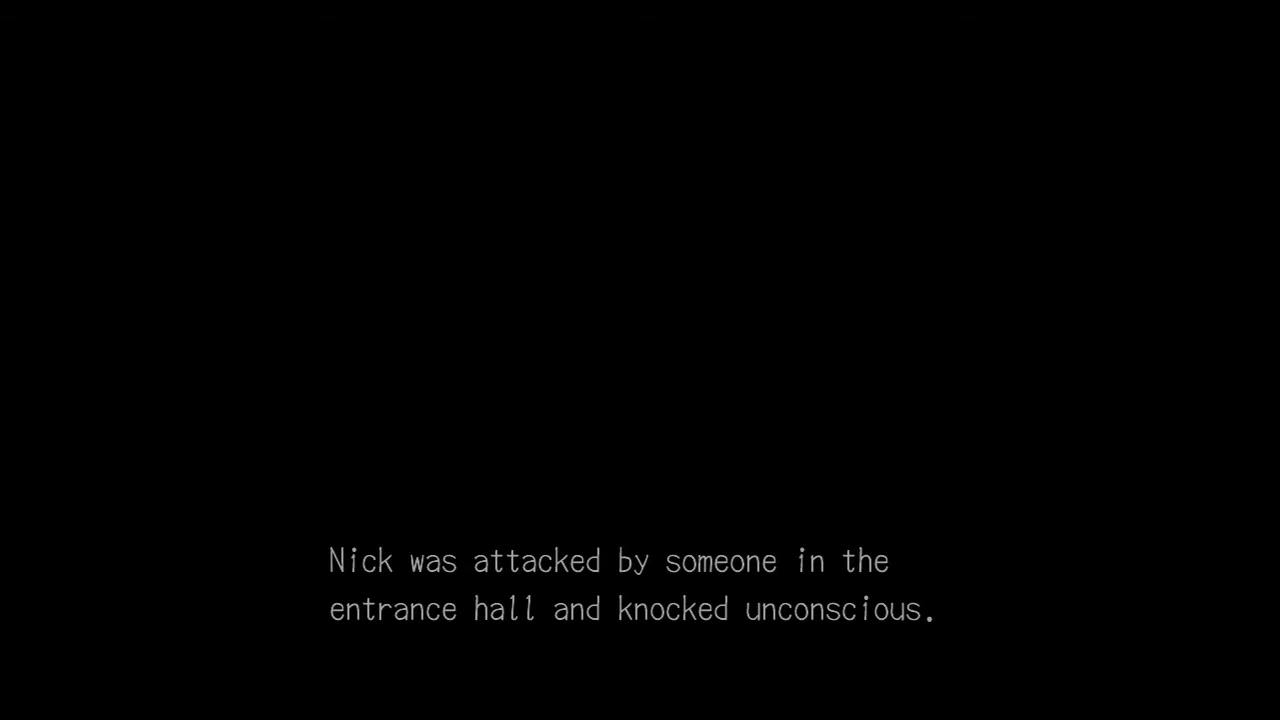 Nick was attacked by someone in the
entrance hall and knocked unconscious.